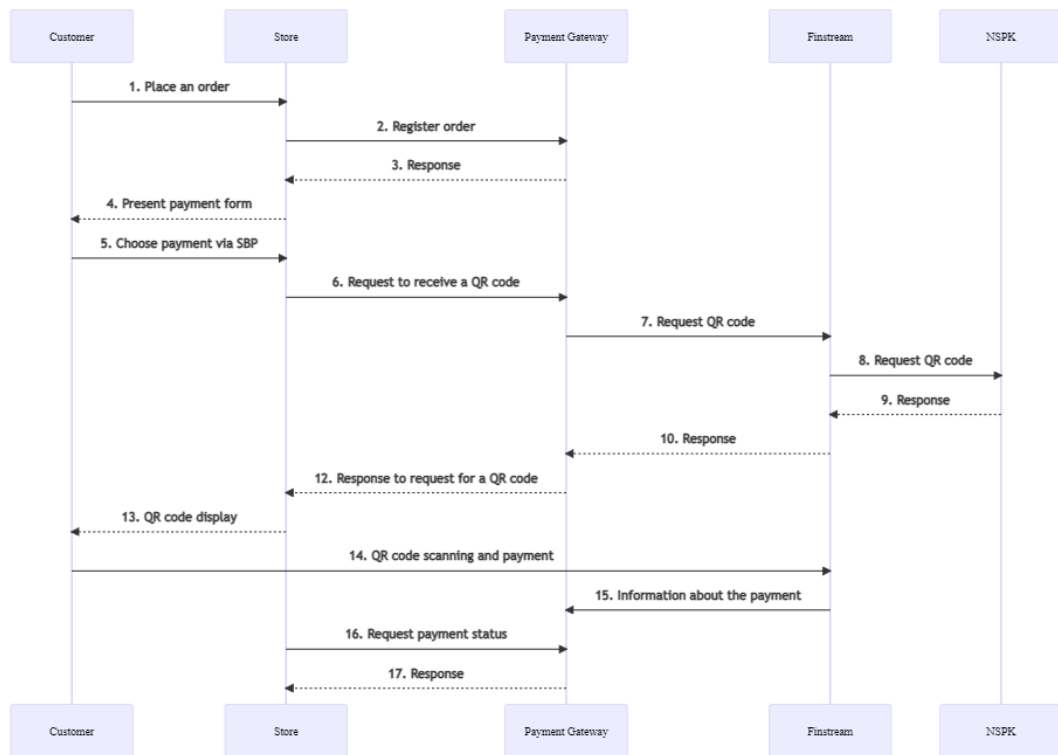 Customer
Store
Payment Gateway
Finstream
NSPK
1. Place an order
2. Register order
3. Response
4. Present payment form
5. Choose payment via SBP
6. Request to receive a QR code
7. Request QR code
8. Request QR code
9. Response
10. Response
12. Response to request for a QR code
13. QR code display
14. QR code scanning and payment
15. Information about the payment
16. Request payment status
17. Response
Customer
Store
Payment Gateway
Finstream
NSPK